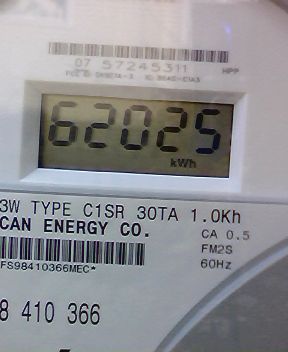 07 57245311 HPP
62025
kWh
3W TYPE C1SR 30TA 1.0Kh
CAN ENERGY CO. CA 0.5
FM2S
FS98410366MEC* 60Hz
8 410 366